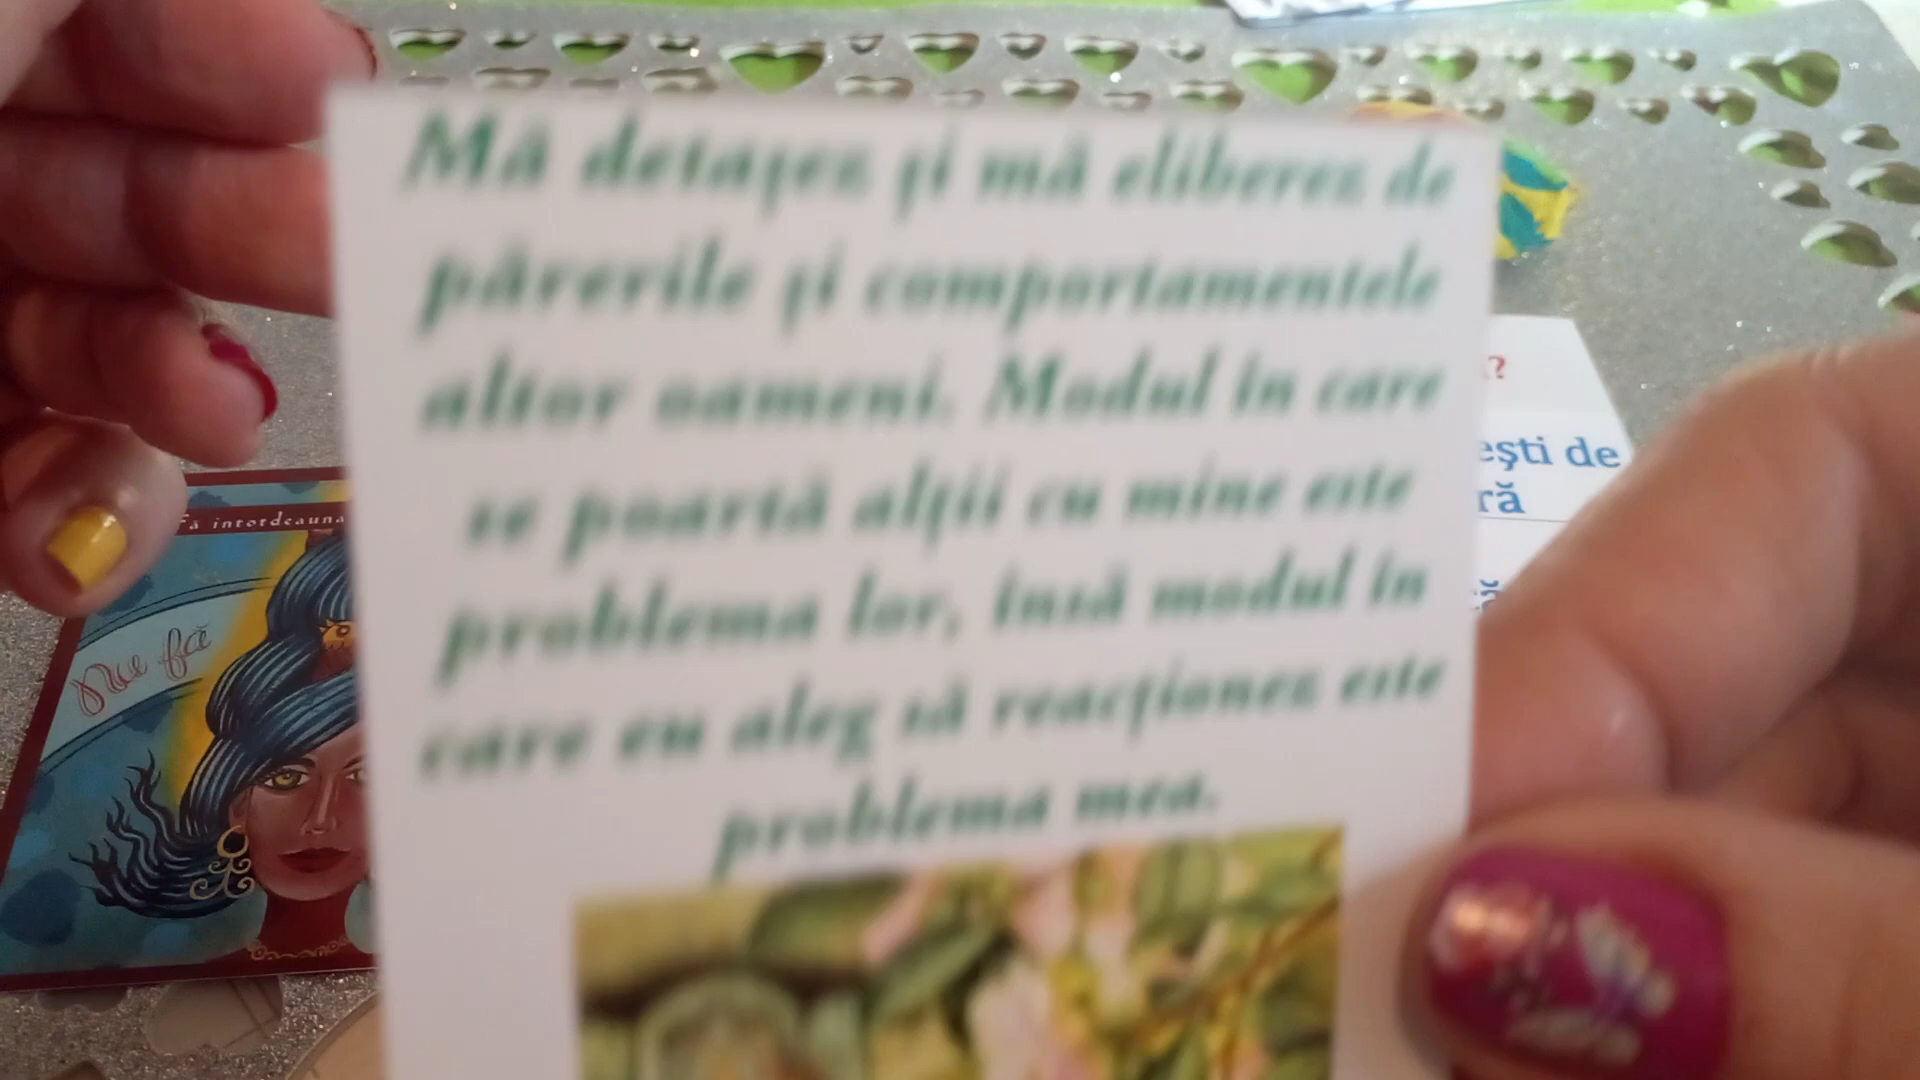 Mă detașez și mă eliberez de
părerile și comportamentele
altor oameni. Modul în care
se poartă alții cu mine este
problema lor, însă modul în
care eu aleg să reacționez este
problema mea.
?
ești de
ră
ă
Fă întotdeauna
Nu fă